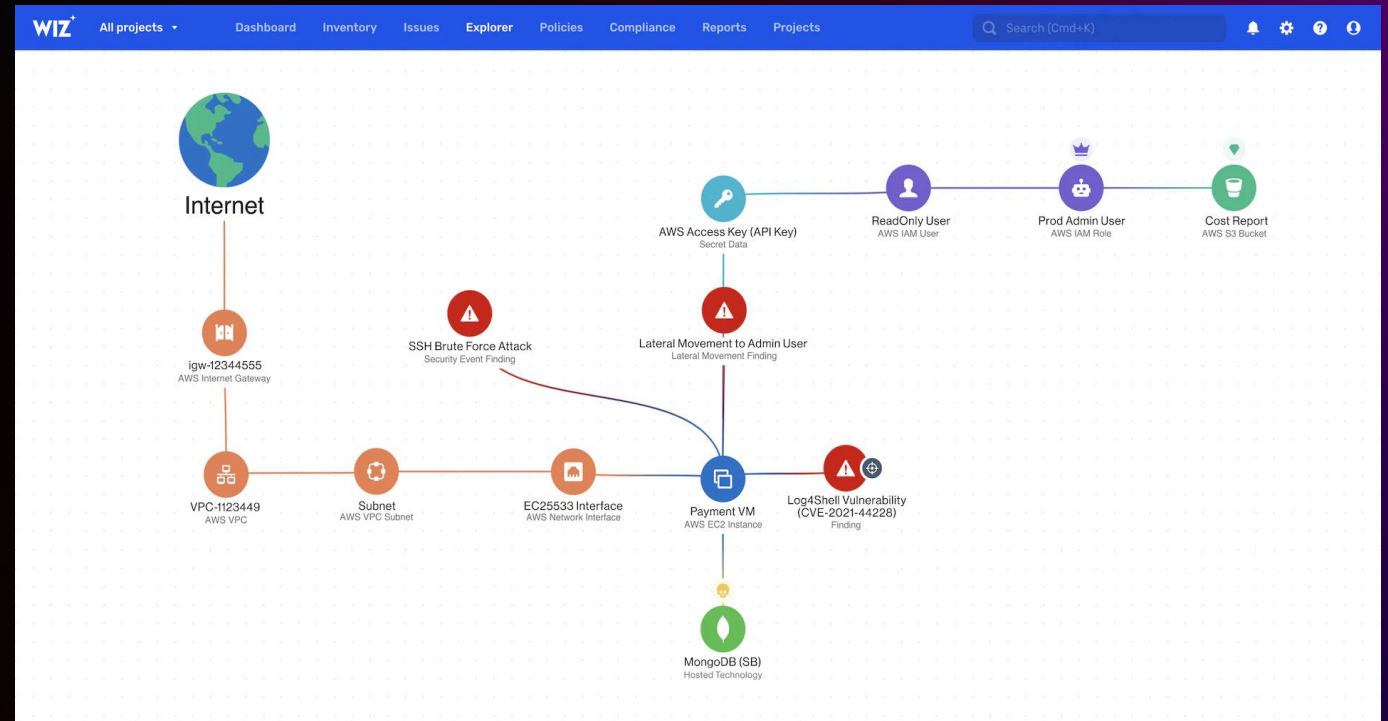 WIZ
All projects
Dashboard
Inventory
Issues
Explorer
Policies
Compliance
Reports
Projects
Search (Cmd+K)
Internet
igw-12344555
AWS Internet Gateway
VPC-1123449
AWS VPC
Subnet
AWS VPC Subnet
EC25533 Interface
AWS Network Interface
SSH Brute Force Attack
Security Event Finding
AWS Access Key (API Key)
Secret Data
Lateral Movement to Admin User
Lateral Movement Finding
Payment VM
AWS EC2 Instance
Log4Shell Vulnerability
(CVE-2021-44228)
Finding
MongoDB (SB)
Hosted Technology
ReadOnly User
AWS IAM User
Prod Admin User
AWS IAM Role
Cost Report
AWS S3 Bucket